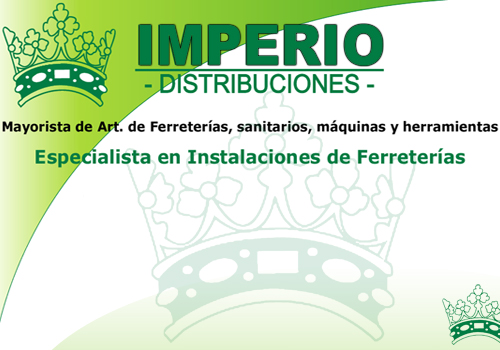 IMPERIO
- DISTRIBUCIONES -
Mayorista de Art. de Ferreterías, sanitarios, máquinas y herramientas
Especialista en Instalaciones de Ferreterías